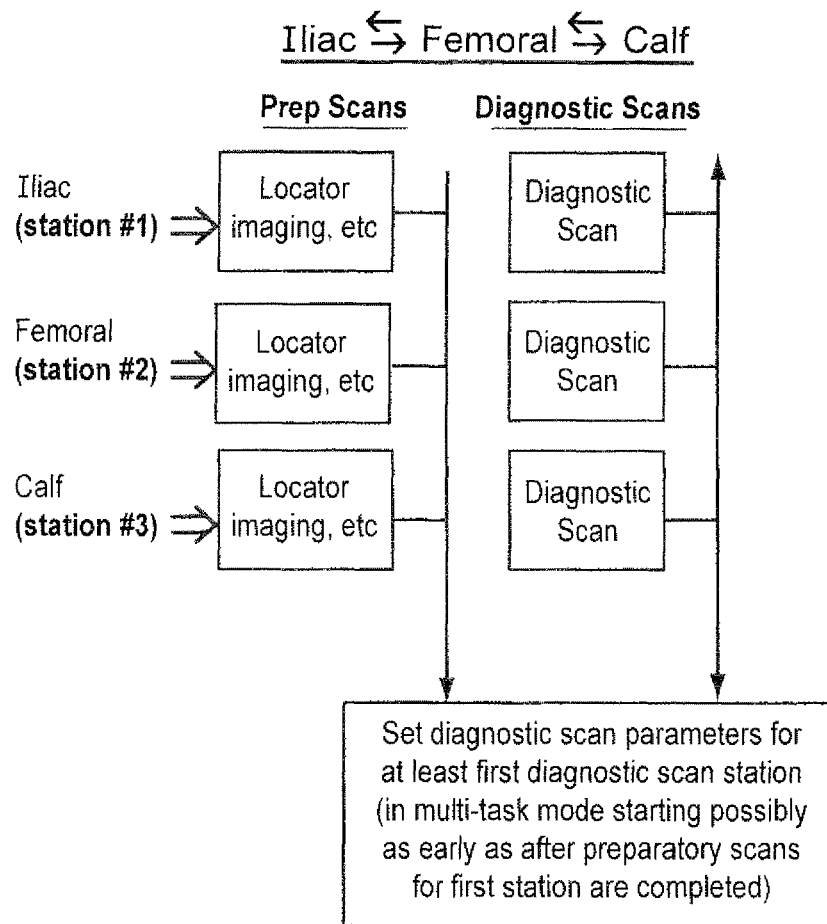 Iliac ⇆ Femoral ⇆ Calf
Prep Scans
Diagnostic Scans
Iliac
(station #1)
Locator
imaging, etc
Diagnostic
Scan
Femoral
(station #2)
Locator
imaging, etc
Diagnostic
Scan
Calf
(station #3)
Locator
imaging, etc
Diagnostic
Scan
Set diagnostic scan parameters for
at least first diagnostic scan station
(in multi-task mode starting possibly
as early as after preparatory scans
for first station are completed)